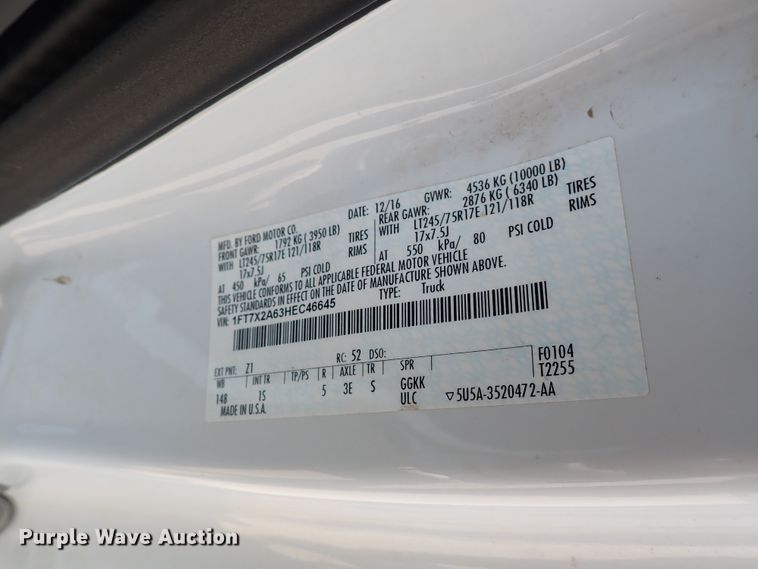 MFD. BY FORD MOTOR CO.
DATE: 12/16 GVWR: 4536 KG (10000 LB)
FRONT GAWR: 1792 KG ( 3950 LB) REAR GAWR: 2876 KG ( 6340 LB)
WITH LT245/75R17E 121/118R TIRES WITH LT245/75R17E 121/118R TIRES
17x7.5J RIMS 17x7.5J RIMS
AT 450 kPa/ 65 PSI COLD AT 550 kPa/ 80 PSI COLD
THIS VEHICLE CONFORMS TO ALL APPLICABLE FEDERAL MOTOR VEHICLE
SAFETY STANDARDS IN EFFECT ON THE DATE OF MANUFACTURE SHOWN ABOVE.
VIN: 1FT7X2A63HEC46645 TYPE: Truck
EXT PNT: Z1 RC: 52 DSO: F0104
WB INT TR TP/PS R AXLE TR SPR T2255
148 IS 5 3E S GGKK
MADE IN U.S.A. ULC ▽5U5A-3520472-AA
Purple Wave Auction